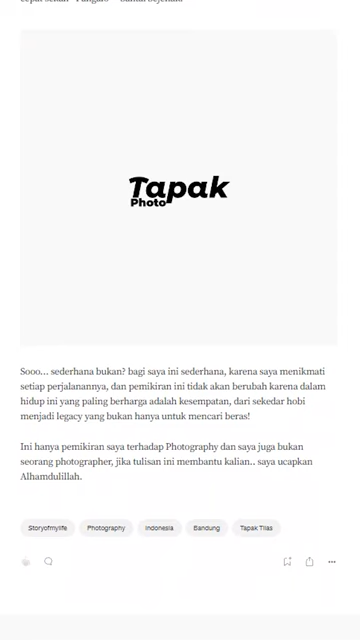 Tapak
Photo
Sooo... sederhana bukan? bagi saya ini sederhana, karena saya menikmati
setiap perjalanannya, dan pemikiran ini tidak akan berubah karena dalam
hidup ini yang paling berharga adalah kesempatan, dari sekedar hobi
menjadi legacy yang bukan hanya untuk mencari beras!
Ini hanya pemikiran saya terhadap Photography dan saya juga bukan
seorang photographer, jika tulisan ini membantu kalian.. saya ucapkan
Alhamdulillah.
Storyofmylife
Photography
Indonesia
Bandung
Tapak Tilas